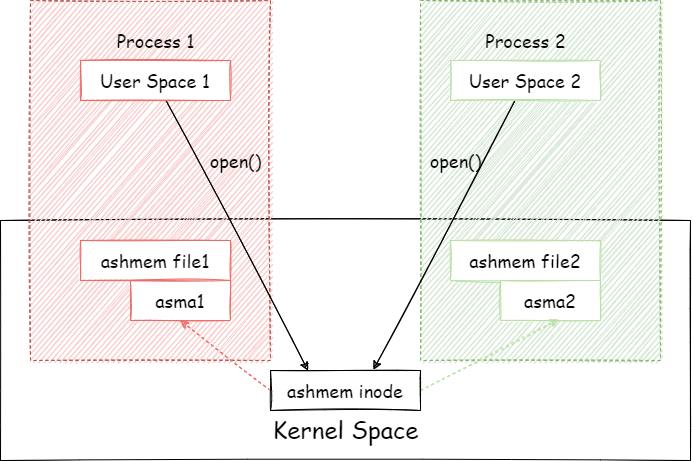 Process 1
Process 2
User Space 1
User Space 2
open()
open()
ashmem file1
ashmem file2
asma1
asma2
ashmem inode
Kernel Space